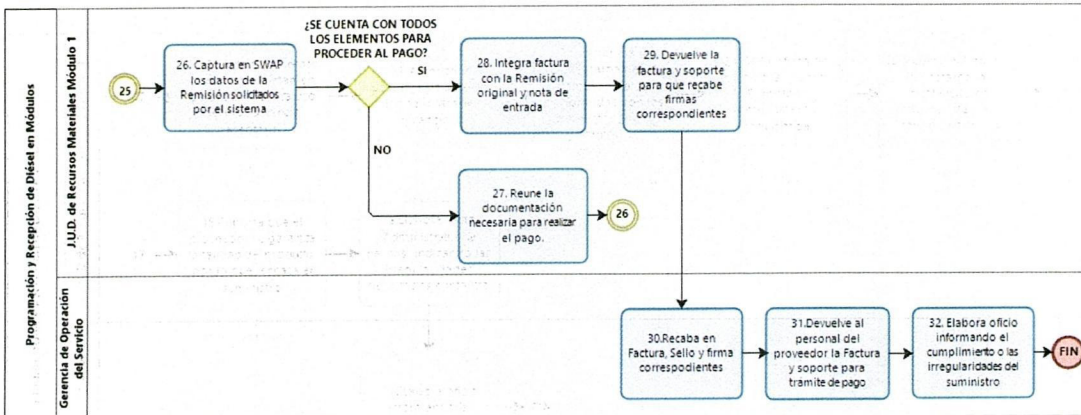 Programación y Recepción de Diésel en Módulos
J.U.D. de Recursos Materiales Módulo 1
25
26. Captura en SWAP
los datos de la
Remisión solicitados
por el sistema
¿SE CUENTA CON TODOS
LOS ELEMENTOS PARA
PROCEDER AL PAGO?
SI
28. Integra factura
con la Remisión
original y nota de
entrada
29. Devuelve la
factura y soporte
para que recabe
firmas
correspondientes
NO
27. Reune la
documentación
necesaria para realizar
el pago.
26
Gerencia de Operación
del Servicio
30.Recaba en
Factura, Sello y firma
correspodientes
31.Devuelve al
personal del
proveedor la Factura
y soporte para
tramite de pago
32. Elabora oficio
informando el
cumplimiento o las
irregularidades del
suministro
FIN